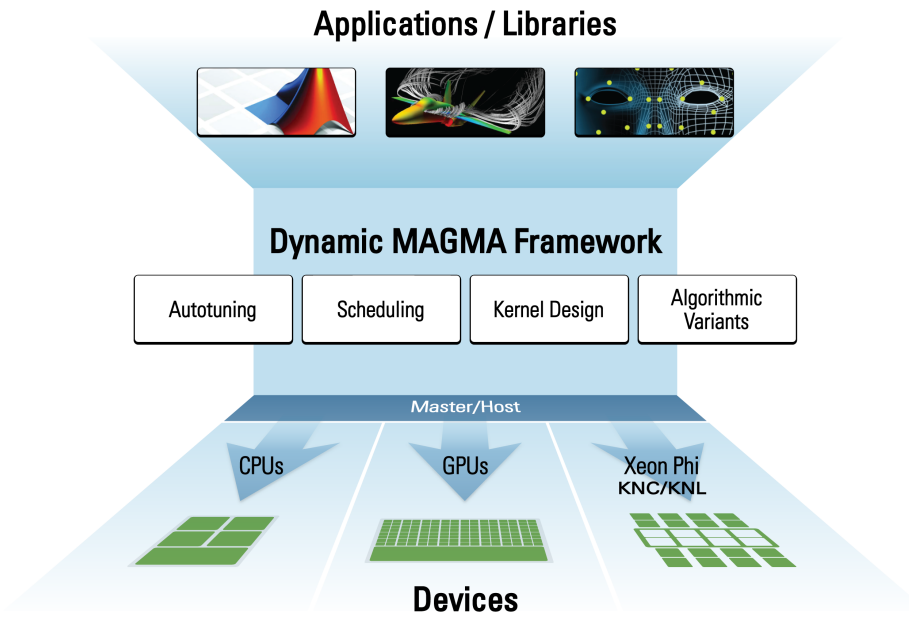 Applications / Libraries
Dynamic MAGMA Framework
Autotuning
Scheduling
Kernel Design
Algorithmic
Variants
Master/Host
CPUs
GPUs
Xeon Phi
KNC/KNL
Devices